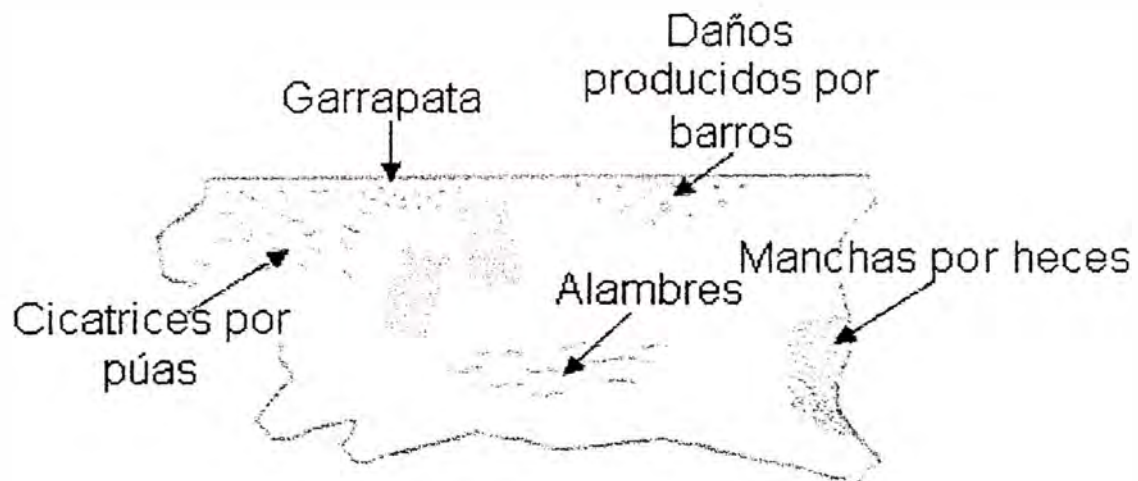 Daños
producidos por
barros
Garrapata
Manchas por heces
Alambres
Cicatrices por
púas